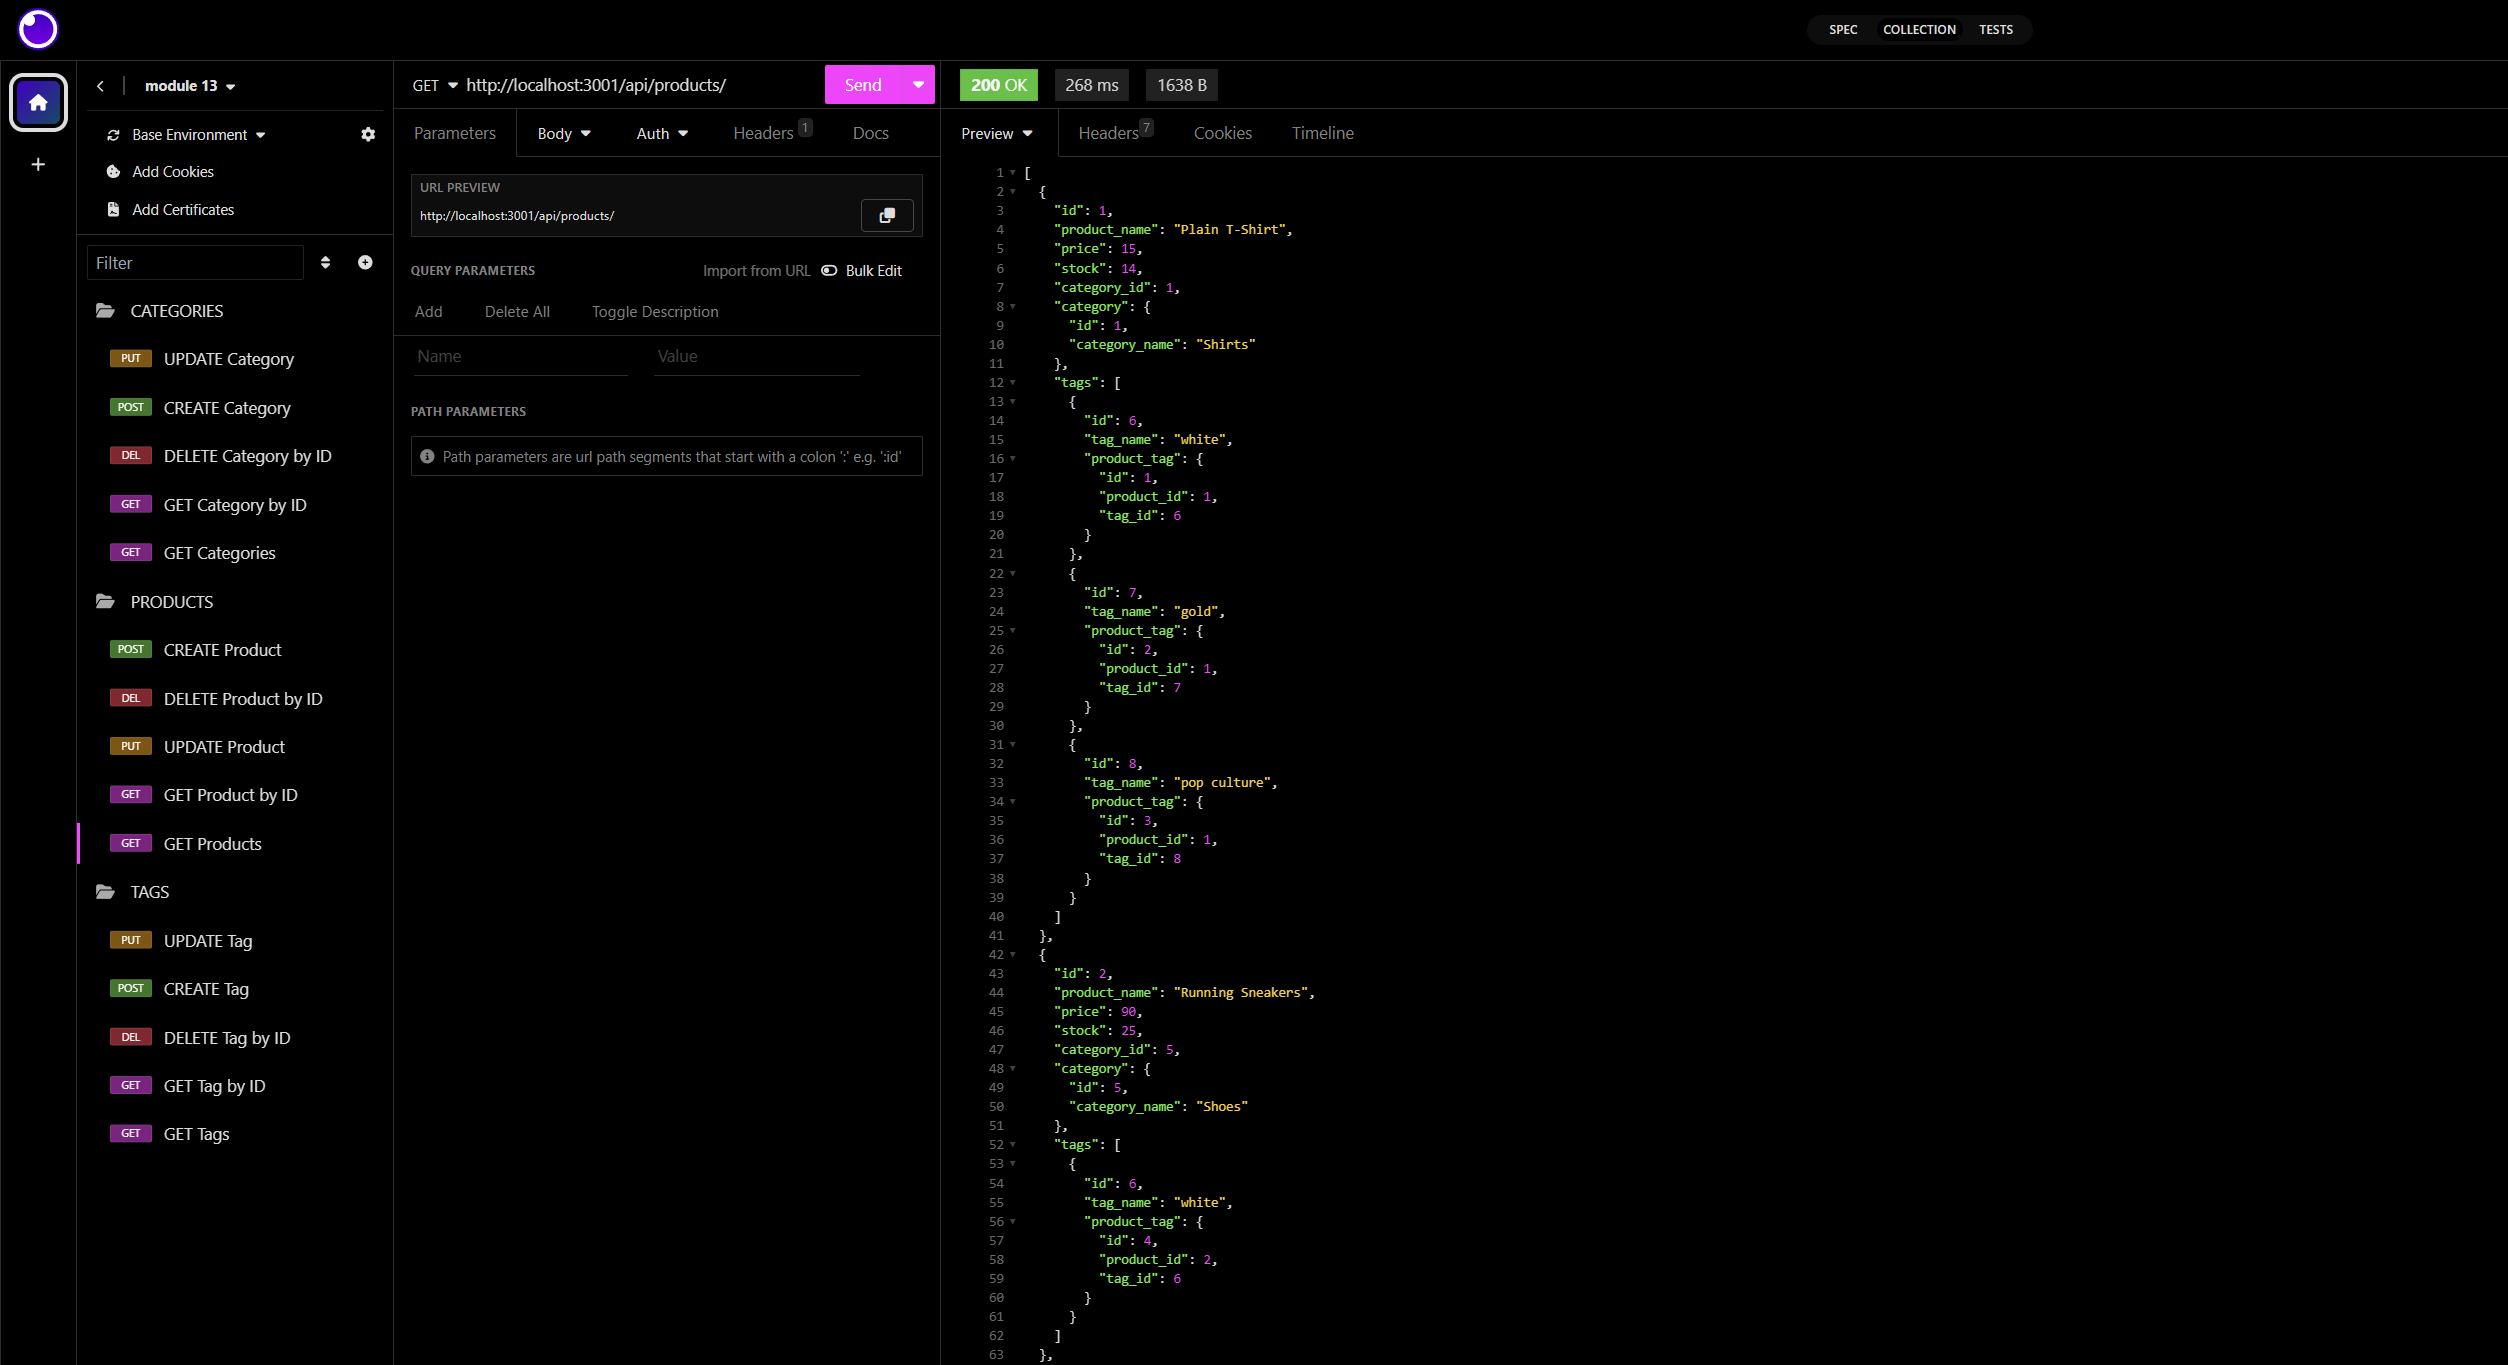 SPEC COLLECTION TESTS
module 13
Base Environment
Add Cookies
Add Certificates
Filter
CATEGORIES
PUT UPDATE Category
POST CREATE Category
DEL DELETE Category by ID
GET GET Category by ID
GET GET Categories
PRODUCTS
POST CREATE Product
DEL DELETE Product by ID
PUT UPDATE Product
GET GET Product by ID
GET GET Products
TAGS
PUT UPDATE Tag
POST CREATE Tag
DEL DELETE Tag by ID
GET GET Tag by ID
GET GET Tags
GET http://localhost:3001/api/products/ Send
Parameters Body Auth Headers 1 Docs
URL PREVIEW
http://localhost:3001/api/products/
QUERY PARAMETERS Import from URL Bulk Edit
Add Delete All Toggle Description
Name Value
PATH PARAMETERS
Path parameters are url path segments that start with a colon ':' e.g. ':id'
200 OK 268 ms 1638 B
Preview Headers 7 Cookies Timeline
1 [
2 {
3 "id": 1,
4 "product_name": "Plain T-Shirt",
5 "price": 15,
6 "stock": 14,
7 "category_id": 1,
8 "category": {
9 "id": 1,
10 "category_name": "Shirts"
11 },
12 "tags": [
13 {
14 "id": 6,
15 "tag_name": "white",
16 "product_tag": {
17 "id": 1,
18 "product_id": 1,
19 "tag_id": 6
20 }
21 },
22 {
23 "id": 7,
24 "tag_name": "gold",
25 "product_tag": {
26 "id": 2,
27 "product_id": 1,
28 "tag_id": 7
29 }
30 },
31 {
32 "id": 8,
33 "tag_name": "pop culture",
34 "product_tag": {
35 "id": 3,
36 "product_id": 1,
37 "tag_id": 8
38 }
39 }
40 ]
41 },
42 {
43 "id": 2,
44 "product_name": "Running Sneakers",
45 "price": 90,
46 "stock": 25,
47 "category_id": 5,
48 "category": {
49 "id": 5,
50 "category_name": "Shoes"
51 },
52 "tags": [
53 {
54 "id": 6,
55 "tag_name": "white",
56 "product_tag": {
57 "id": 4,
58 "product_id": 2,
59 "tag_id": 6
60 }
61 }
62 ]
63 },